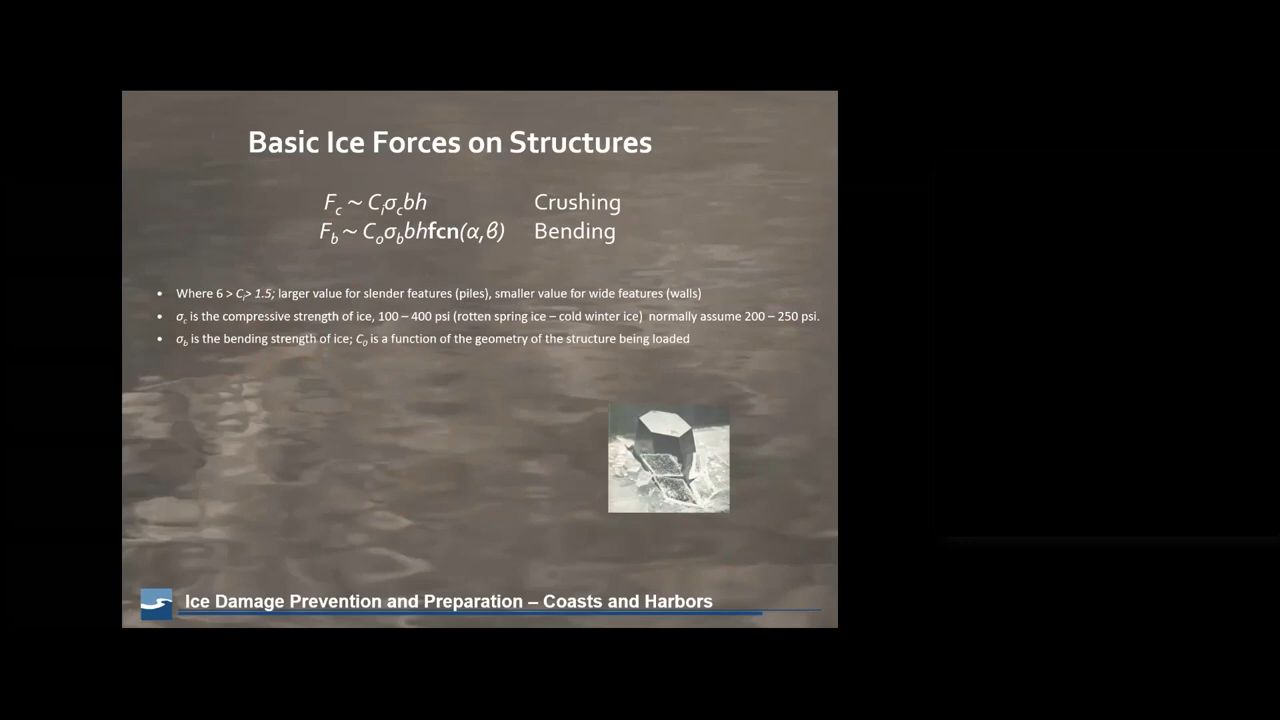 Basic Ice Forces on Structures
F_c ~ C_iσ_cbh Crushing
F_b ~ C_oσ_bbhfcn(α,β) Bending
• Where 6 > C_i> 1.5; larger value for slender features (piles), smaller value for wide features (walls)
• σ_c is the compressive strength of ice, 100 – 400 psi (rotten spring ice – cold winter ice) normally assume 200 – 250 psi.
• σ_b is the bending strength of ice; C_0 is a function of the geometry of the structure being loaded
Ice Damage Prevention and Preparation – Coasts and Harbors